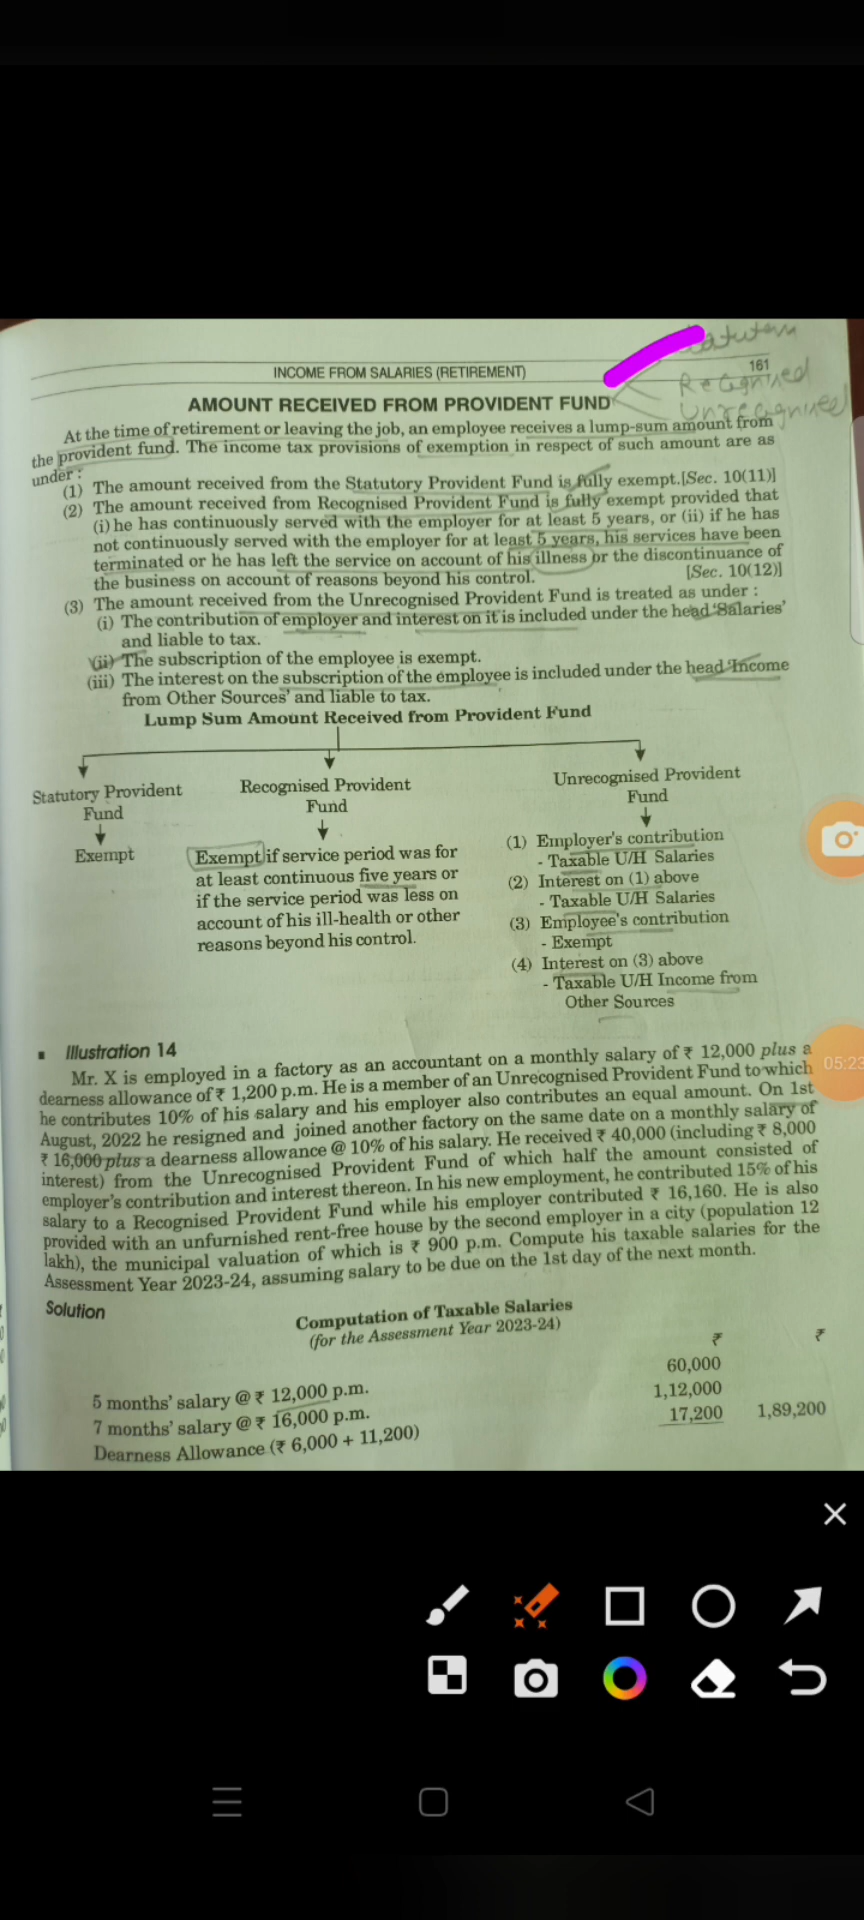 Statutory
INCOME FROM SALARIES (RETIREMENT)
161
Recognised
AMOUNT RECEIVED FROM PROVIDENT FUND
Unrecognised
At the time of retirement or leaving the job, an employee receives a lump-sum amount from
the provident fund. The income tax provisions of exemption in respect of such amount are as
under :
(1) The amount received from the Statutory Provident Fund is fully exempt.[Sec. 10(11)]
(2) The amount received from Recognised Provident Fund is fully exempt provided that
(i) he has continuously served with the employer for at least 5 years, or (ii) if he has
not continuously served with the employer for at least 5 years, his services have been
terminated or he has left the service on account of his illness or the discontinuance of
the business on account of reasons beyond his control. [Sec. 10(12)]
(3) The amount received from the Unrecognised Provident Fund is treated as under :
(i) The contribution of employer and interest on it is included under the head 'Salaries'
and liable to tax.
(ii) The subscription of the employee is exempt.
(iii) The interest on the subscription of the employee is included under the head 'Income
from Other Sources' and liable to tax.
Lump Sum Amount Received from Provident Fund
Statutory Provident
Fund
Exempt
Recognised Provident
Fund
Exempt if service period was for
at least continuous five years or
if the service period was less on
account of his ill-health or other
reasons beyond his control.
Unrecognised Provident
Fund
(1) Employer's contribution
- Taxable U/H Salaries
(2) Interest on (1) above
- Taxable U/H Salaries
(3) Employee's contribution
- Exempt
(4) Interest on (3) above
- Taxable U/H Income from
Other Sources
▪ Illustration 14
Mr. X is employed in a factory as an accountant on a monthly salary of ₹ 12,000 plus a
dearness allowance of ₹ 1,200 p.m. He is a member of an Unrecognised Provident Fund to which
he contributes 10% of his salary and his employer also contributes an equal amount. On 1st
August, 2022 he resigned and joined another factory on the same date on a monthly salary of
₹ 16,000 plus a dearness allowance @ 10% of his salary. He received ₹ 40,000 (including ₹ 8,000
interest) from the Unrecognised Provident Fund of which half the amount consisted of
employer's contribution and interest thereon. In his new employment, he contributed 15% of his
salary to a Recognised Provident Fund while his employer contributed ₹ 16,160. He is also
provided with an unfurnished rent-free house by the second employer in a city (population 12
lakh), the municipal valuation of which is ₹ 900 p.m. Compute his taxable salaries for the
Assessment Year 2023-24, assuming salary to be due on the 1st day of the next month.
Solution
Computation of Taxable Salaries
(for the Assessment Year 2023-24)
₹ ₹
5 months' salary @ ₹ 12,000 p.m. 60,000
7 months' salary @ ₹ 16,000 p.m. 1,12,000
Dearness Allowance (₹ 6,000 + 11,200) 17,200 1,89,200
05:23